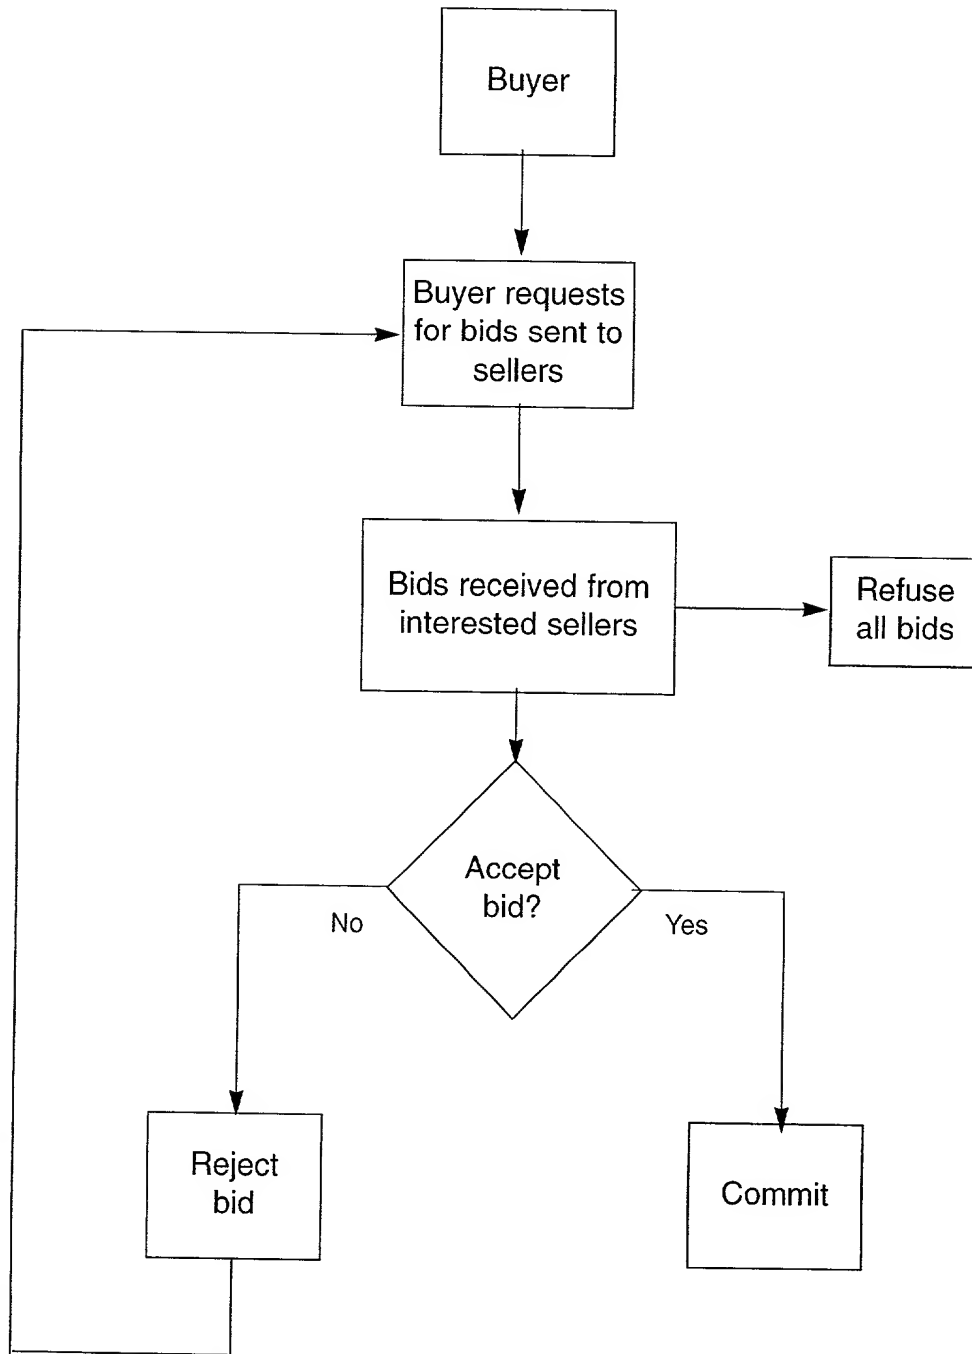 Buyer
Buyer requests
for bids sent to
sellers
Bids received from
interested sellers
Refuse
all bids
Accept
bid?
No
Yes
Reject
bid
Commit